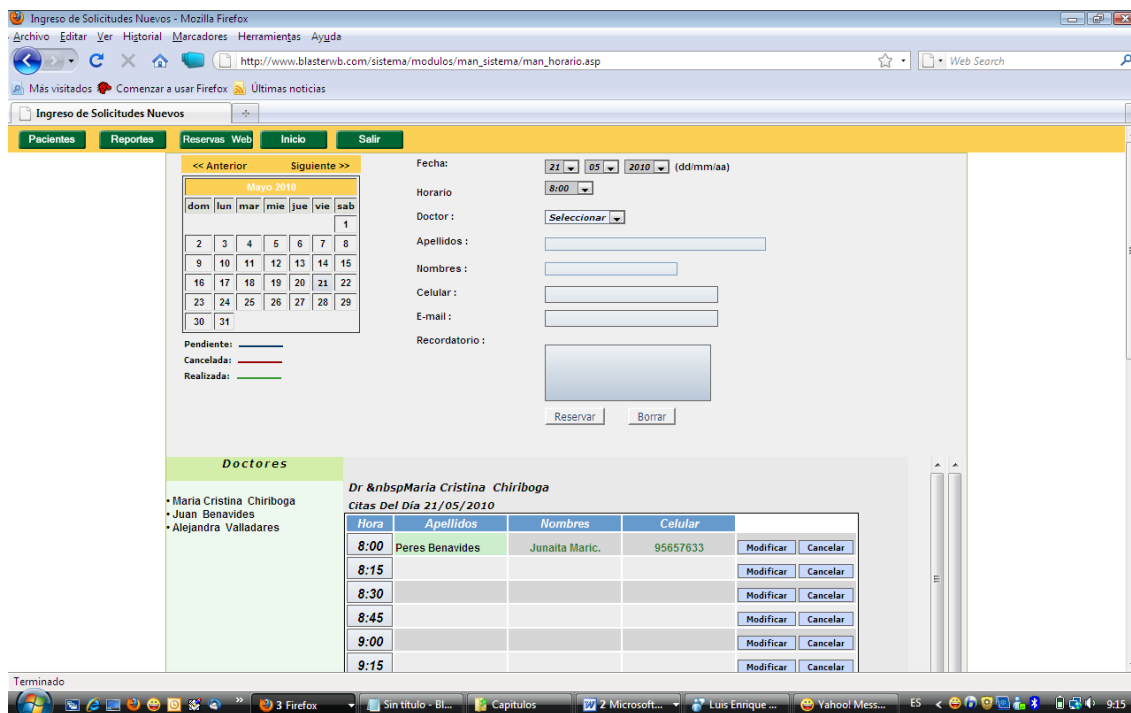 Ingreso de Solicitudes Nuevos - Mozilla Firefox
Archivo Editar Ver Historial Marcadores Herramientas Ayuda
http://www.blasterwb.com/sistema/modulos/man_sistema/man_horario.asp
Web Search
Más visitados Comenzar a usar Firefox Últimas noticias
Ingreso de Solicitudes Nuevos
Pacientes Reportes Reservas Web Inicio Salir
<< Anterior Siguiente >>
Mayo 2010
dom lun mar mie jue vie sab
1
2 3 4 5 6 7 8
9 10 11 12 13 14 15
16 17 18 19 20 21 22
23 24 25 26 27 28 29
30 31
Pendiente:
Cancelada:
Realizada:
Fecha: 21 05 2010 (dd/mm/aa)
Horario 8:00
Doctor : Seleccionar
Apellidos :
Nombres :
Celular :
E-mail :
Recordatorio :
Reservar Borrar
Doctores
• Maria Cristina Chiriboga
• Juan Benavides
• Alejandra Valladares
Dr &nbspMaria Cristina Chiriboga
Citas Del Día 21/05/2010
Hora Apellidos Nombres Celular
8:00 Peres Benavides Junaita Maric. 95657633 Modificar Cancelar
8:15 Modificar Cancelar
8:30 Modificar Cancelar
8:45 Modificar Cancelar
9:00 Modificar Cancelar
9:15 Modificar Cancelar
Terminado
3 Firefox Sin título - Bl... Capitulos 2 Microsoft... Luis Enrique ... Yahoo! Mess... ES 9:15